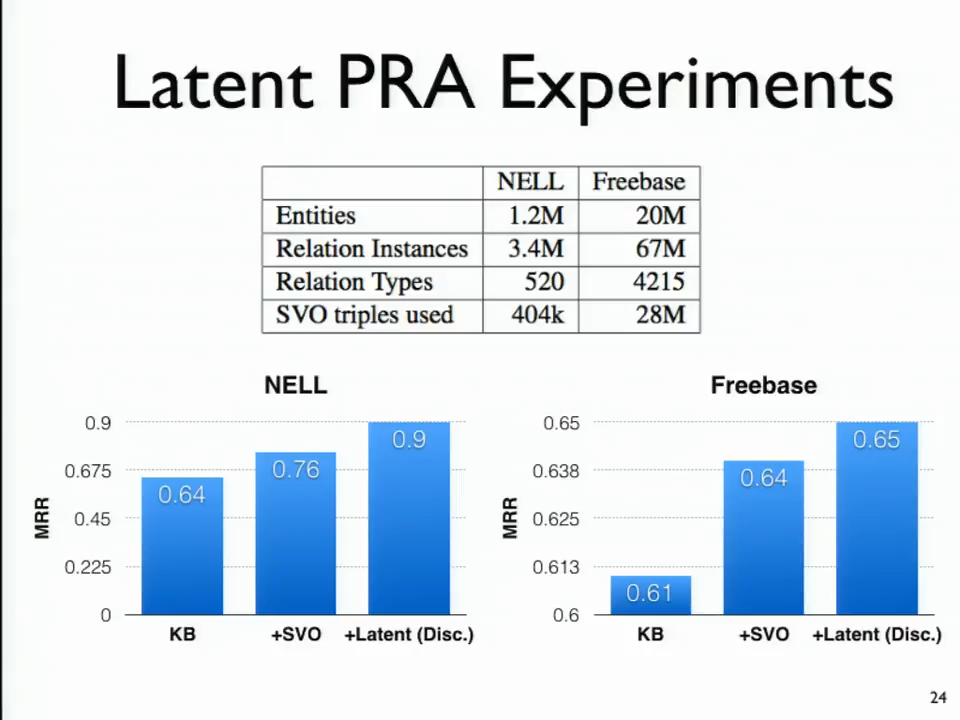 Latent PRA Experiments
NELL Freebase
Entities 1.2M 20M
Relation Instances 3.4M 67M
Relation Types 520 4215
SVO triples used 404k 28M
NELL
0.9
0.675
0.45
0.225
0
MRR
0.64
0.76
0.9
KB +SVO +Latent (Disc.)
Freebase
0.65
0.638
0.625
0.613
0.6
MRR
0.61
0.64
0.65
KB +SVO +Latent (Disc.)
24